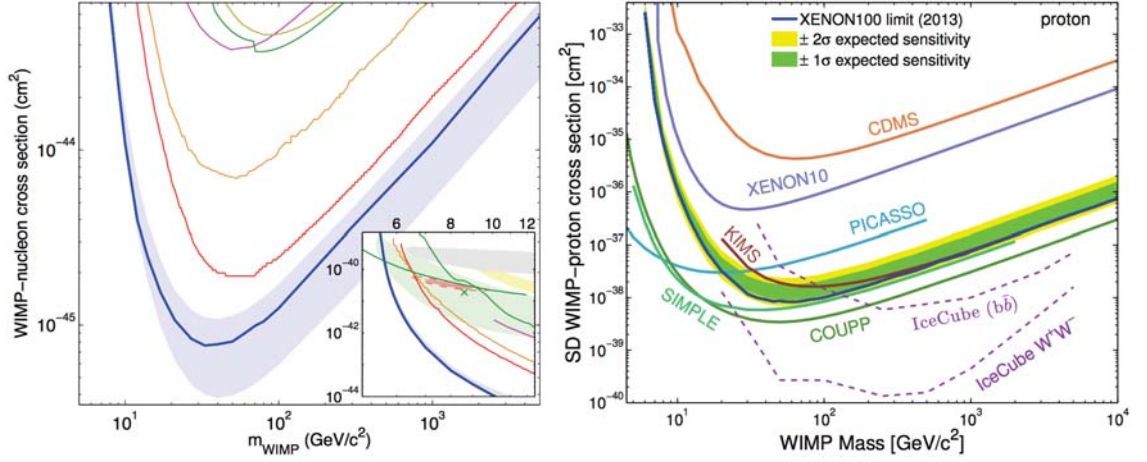 WIMP-nucleon cross section (cm²)
10⁻⁴⁴
10⁻⁴⁵
10¹
10²
10³
m_WIMP (GeV/c²)
6
8
10
12
10⁻⁴⁰
10⁻⁴²
10⁻⁴⁴
SD WIMP-proton cross section [cm²]
10⁻³³
10⁻³⁴
10⁻³⁵
10⁻³⁶
10⁻³⁷
10⁻³⁸
10⁻³⁹
10⁻⁴⁰
XENON100 limit (2013)
± 2σ expected sensitivity
± 1σ expected sensitivity
proton
CDMS
XENON10
PICASSO
KIMS
SIMPLE
COUPP
IceCube (bb̄)
IceCube W⁺W⁻
10
10²
10³
10⁴
WIMP Mass [GeV/c²]